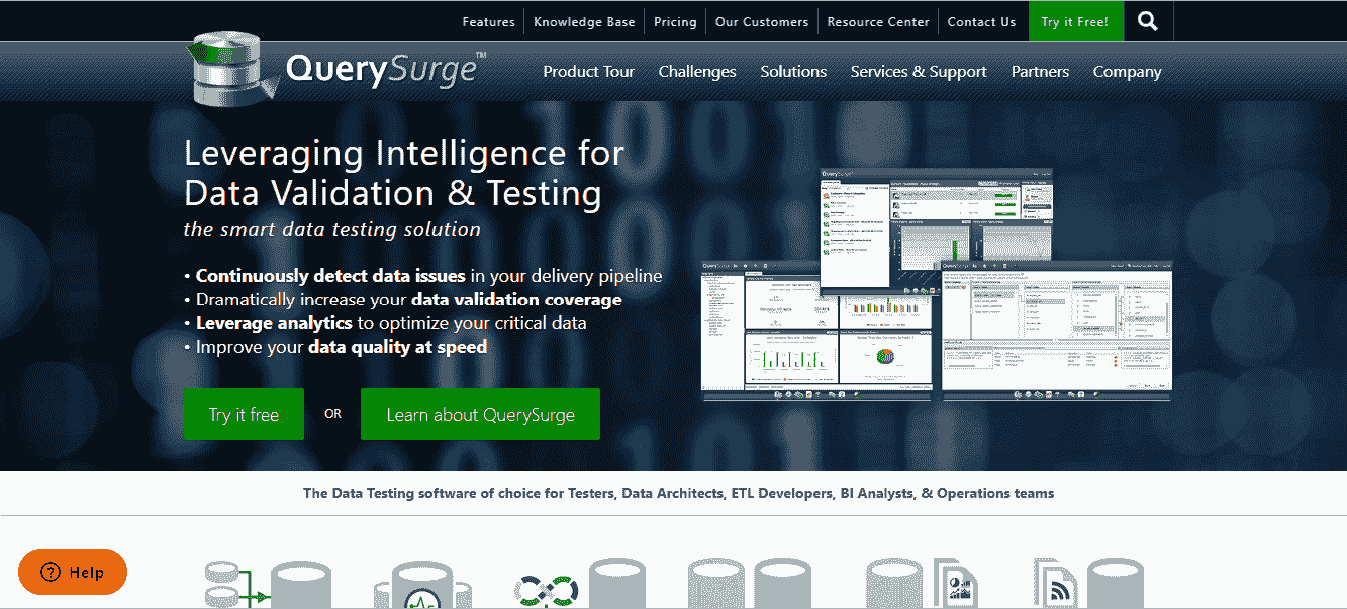 Features
Knowledge Base
Pricing
Our Customers
Resource Center
Contact Us
Try it Free!
QuerySurge™
Product Tour
Challenges
Solutions
Services & Support
Partners
Company
Leveraging Intelligence for
Data Validation & Testing
the smart data testing solution
• Continuously detect data issues in your delivery pipeline
• Dramatically increase your data validation coverage
• Leverage analytics to optimize your critical data
• Improve your data quality at speed
Try it free
OR
Learn about QuerySurge
The Data Testing software of choice for Testers, Data Architects, ETL Developers, BI Analysts, & Operations teams
? Help